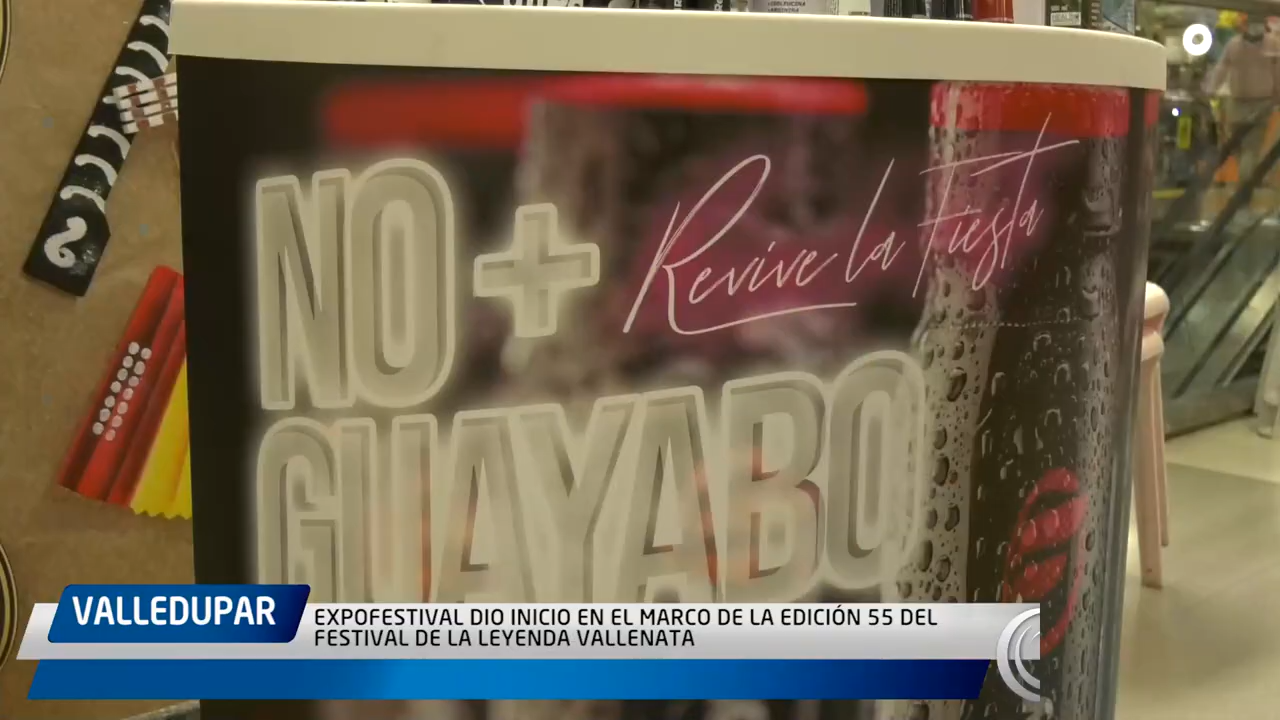 NO + Revive la Fiesta
GUAYABO
VALLEDUPAR
EXPOFESTIVAL DIO INICIO EN EL MARCO DE LA EDICIÓN 55 DEL
FESTIVAL DE LA LEYENDA VALLENATA